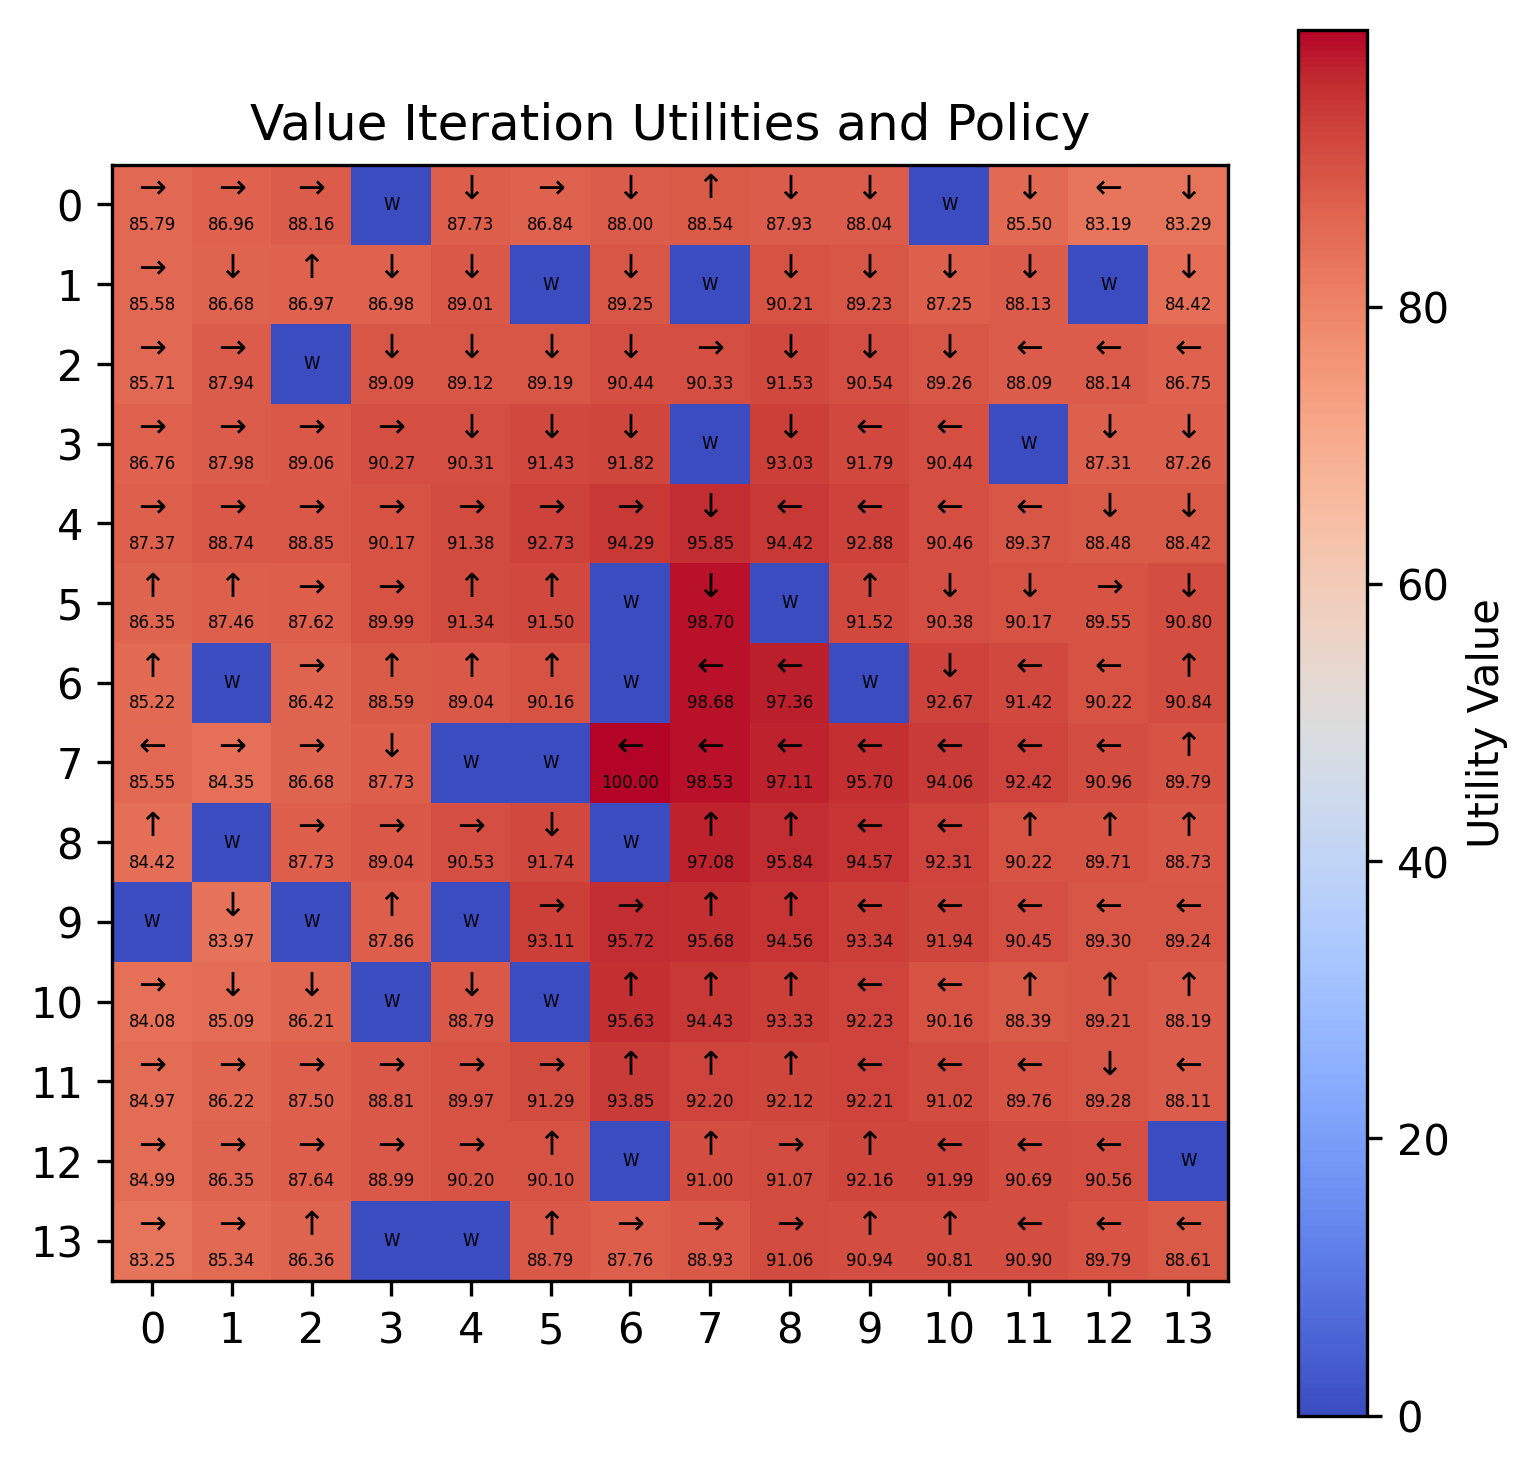 Value Iteration Utilities and Policy
0 → → → W ↓ → ↓ ↑ ↓ ↓ W ↓ ← ↓
85.79 86.96 88.16 87.73 86.84 88.00 88.54 87.93 88.04 85.50 83.19 83.29
1 → ↓ ↑ ↓ ↓ W ↓ W ↓ ↓ ↓ ↓ W ↓
85.58 86.68 86.97 86.98 89.01 89.25 90.21 89.23 87.25 88.13 84.42
2 → → W ↓ ↓ ↓ ↓ → ↓ ↓ ↓ ← ← ←
85.71 87.94 89.09 89.12 89.19 90.44 90.33 91.53 90.54 89.26 88.09 88.14 86.75
3 → → → → ↓ ↓ ↓ W ↓ ← ← W ↓ ↓
86.76 87.98 89.06 90.27 90.31 91.43 91.82 93.03 91.79 90.44 87.31 87.26
4 → → → → → → → ↓ ← ← ← ← ↓ ↓
87.37 88.74 88.85 90.17 91.38 92.73 94.29 95.85 94.42 92.88 90.46 89.37 88.48 88.42
5 ↑ ↑ → → ↑ ↑ W ↓ W ↑ ↓ ↓ → ↓
86.35 87.46 87.62 89.99 91.34 91.50 98.70 91.52 90.38 90.17 89.55 90.80
6 ↑ W → ↑ ↑ ↑ W ← ← W ↓ ← ← ↑
85.22 86.42 88.59 89.04 90.16 98.68 97.36 92.67 91.42 90.22 90.84
7 ← → → ↓ W W ← ← ← ← ← ← ← ↑
85.55 84.35 86.68 87.73 100.00 98.53 97.11 95.70 94.06 92.42 90.96 89.79
8 ↑ W → → → ↓ W ↑ ↑ ← ← ↑ ↑ ↑
84.42 87.73 89.04 90.53 91.74 97.08 95.84 94.57 92.31 90.22 89.71 88.73
9 W ↓ W ↑ W → → ↑ ↑ ← ← ← ← ←
83.97 87.86 93.11 95.72 95.68 94.56 93.34 91.94 90.45 89.30 89.24
10 → ↓ ↓ W ↓ W ↑ ↑ ↑ ← ← ↑ ↑ ↑
84.08 85.09 86.21 88.79 95.63 94.43 93.33 92.23 90.16 88.39 89.21 88.19
11 → → → → → → ↑ ↑ ↑ ← ← ← ↓ ←
84.97 86.22 87.50 88.81 89.97 91.29 93.85 92.20 92.12 92.21 91.02 89.76 89.28 88.11
12 → → → → → ↑ W ↑ → ↑ ← ← ← W
84.99 86.35 87.64 88.99 90.20 90.10 91.00 91.07 92.16 91.99 90.69 90.56
13 → → ↑ W W ↑ → → → ↑ ↑ ← ← ←
83.25 85.34 86.36 88.79 87.76 88.93 91.06 90.94 90.81 90.90 89.79 88.61
0 1 2 3 4 5 6 7 8 9 10 11 12 13
80
60
40
20
0
Utility Value